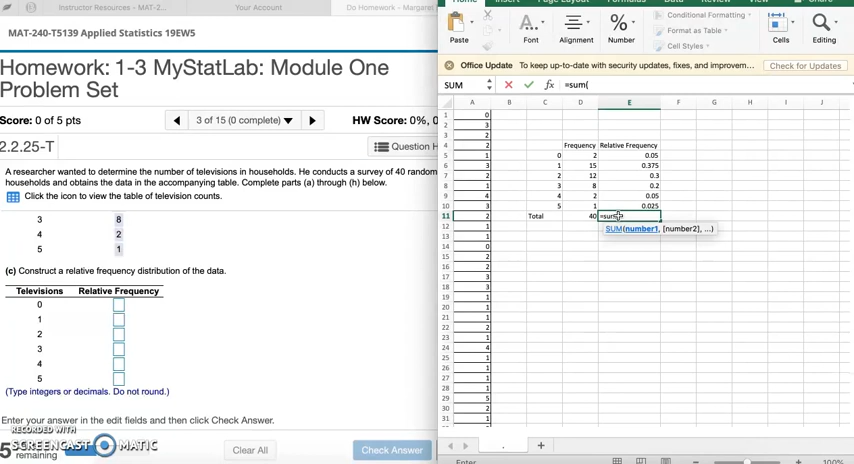 Instructor Resources – MAT-2...
Your Account
Do Homework - Margaret
MAT-240-T5139 Applied Statistics 19EW5
Homework: 1-3 MyStatLab: Module One
Problem Set
Score: 0 of 5 pts
3 of 15 (0 complete)
HW Score: 0%, 0
2.2.25-T
Question H
A researcher wanted to determine the number of televisions in households. He conducts a survey of 40 random
households and obtains the data in the accompanying table. Complete parts (a) through (h) below.
Click the icon to view the table of television counts.
3 8
4 2
5 1
(c) Construct a relative frequency distribution of the data.
Televisions Relative Frequency
0
1
2
3
4
5
(Type integers or decimals. Do not round.)
Enter your answer in the edit fields and then click Check Answer.
RECORDED WITH
SCREENCAST MATIC
5
remaining
Clear All
Check Answer
Home Insert Page Layout Formulas Data Review View Share
Paste
Font
Alignment
Number
Conditional Formatting
Format as Table
Cell Styles
Cells
Editing
Office Update To keep up-to-date with security updates, fixes, and improvem...
Check for Updates
SUM
fx =sum(
A B C D E F G H I J
1 0
2 3
3 2
4 2 Frequency Relative Frequency
5 1 0 2 0.05
6 3 1 15 0.375
7 2 2 12 0.3
8 1 3 8 0.2
9 4 4 2 0.05
10 3 5 1 0.025
11 2 Total 40 =sum(
SUM(number1, [number2], ...)
12 1
13 1
14 0
15 2
16 2
17 3
18 3
19 1
20 1
21 1
22 2
23 1
24 4
25 1
26 1
27 1
28 1
29 5
30 2
31 1
Enter
100%